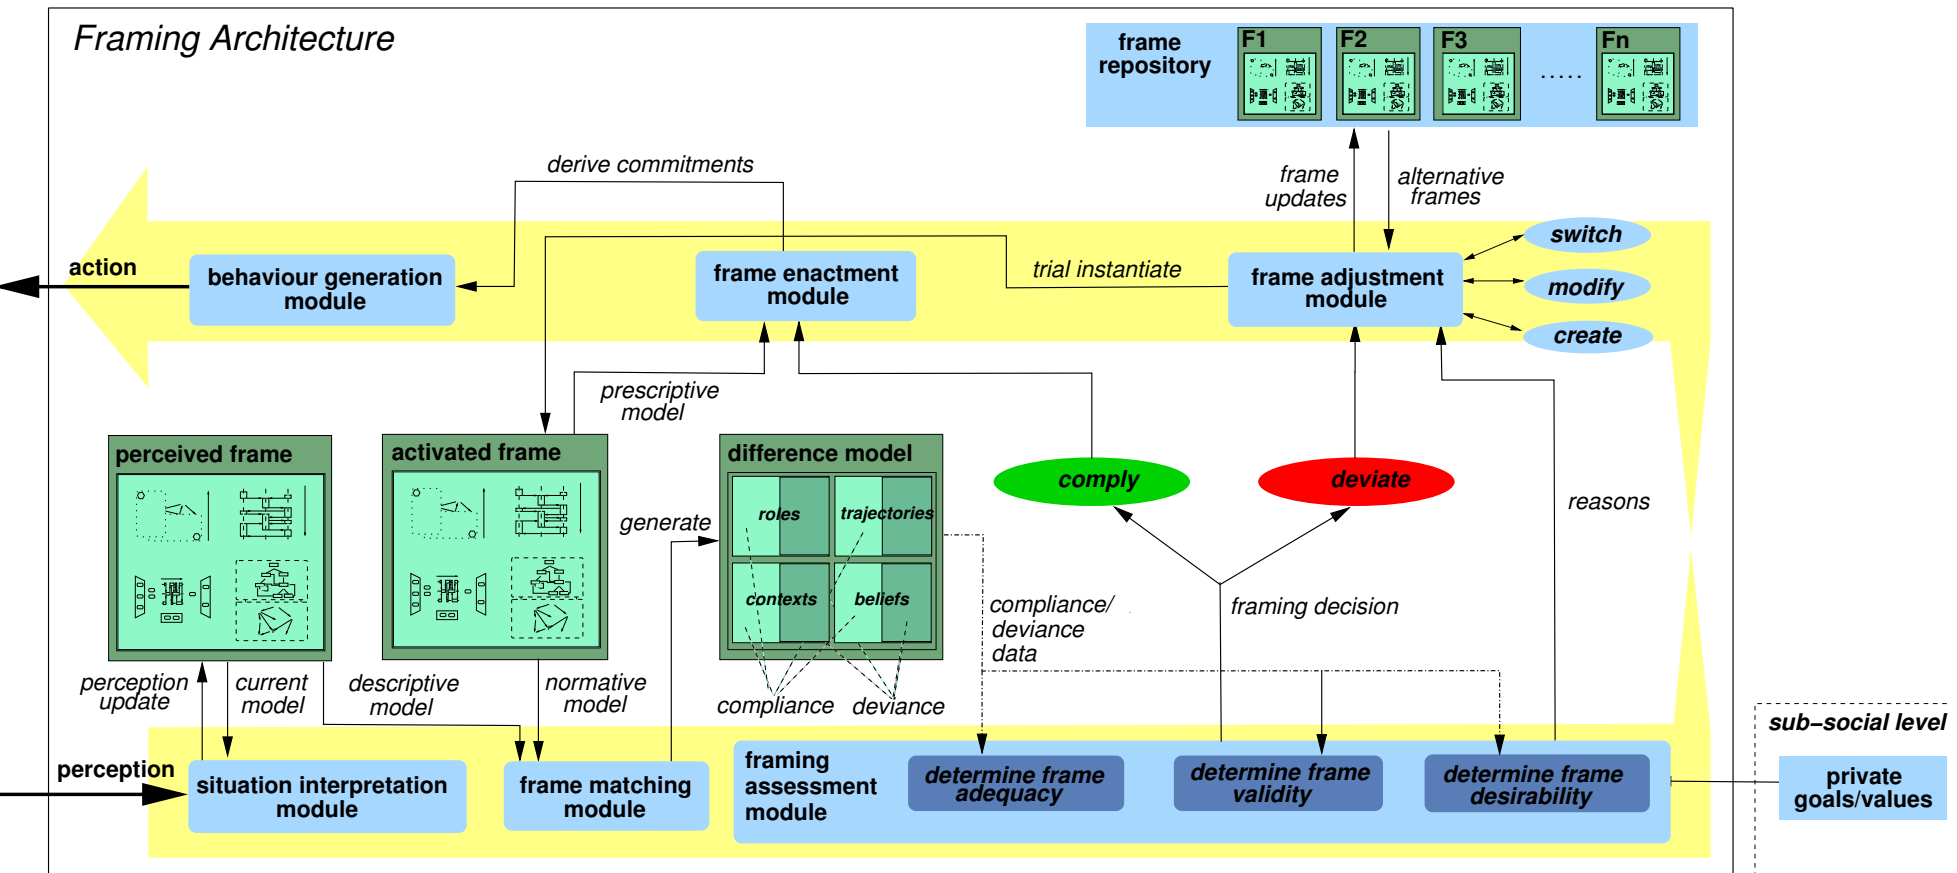 Framing Architecture
frame
repository
F1
F2
F3
.....
Fn
derive commitments
frame
updates
alternative
frames
switch
modify
create
action
behaviour generation
module
frame enactment
module
trial instantiate
frame adjustment
module
prescriptive
model
perceived frame
activated frame
difference model
roles
trajectories
contexts
beliefs
compliance
deviance
generate
comply
deviate
reasons
compliance/
deviance
data
framing decision
perception
update
current
model
descriptive
model
normative
model
perception
situation interpretation
module
frame matching
module
framing
assessment
module
determine frame
adequacy
determine frame
validity
determine frame
desirability
sub–social level
private
goals/values